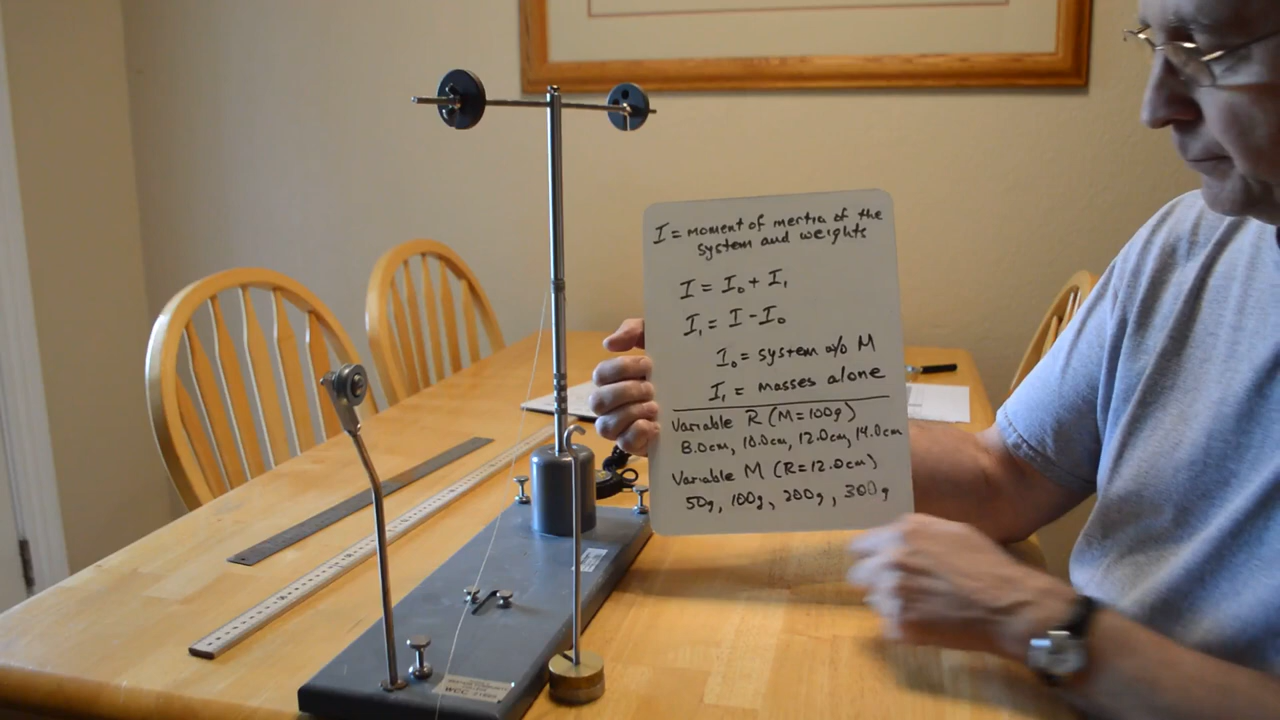 I = moment of inertia of the
system and weights
I = I₀ + I₁
I₁ = I - I₀
I₀ = system w/o M
I₁ = masses alone
Variable R (M=100g)
8.0cm, 10.0cm, 12.0cm, 14.0cm
Variable M (R=12.0cm)
50g, 100g, 200g, 300g
WCC